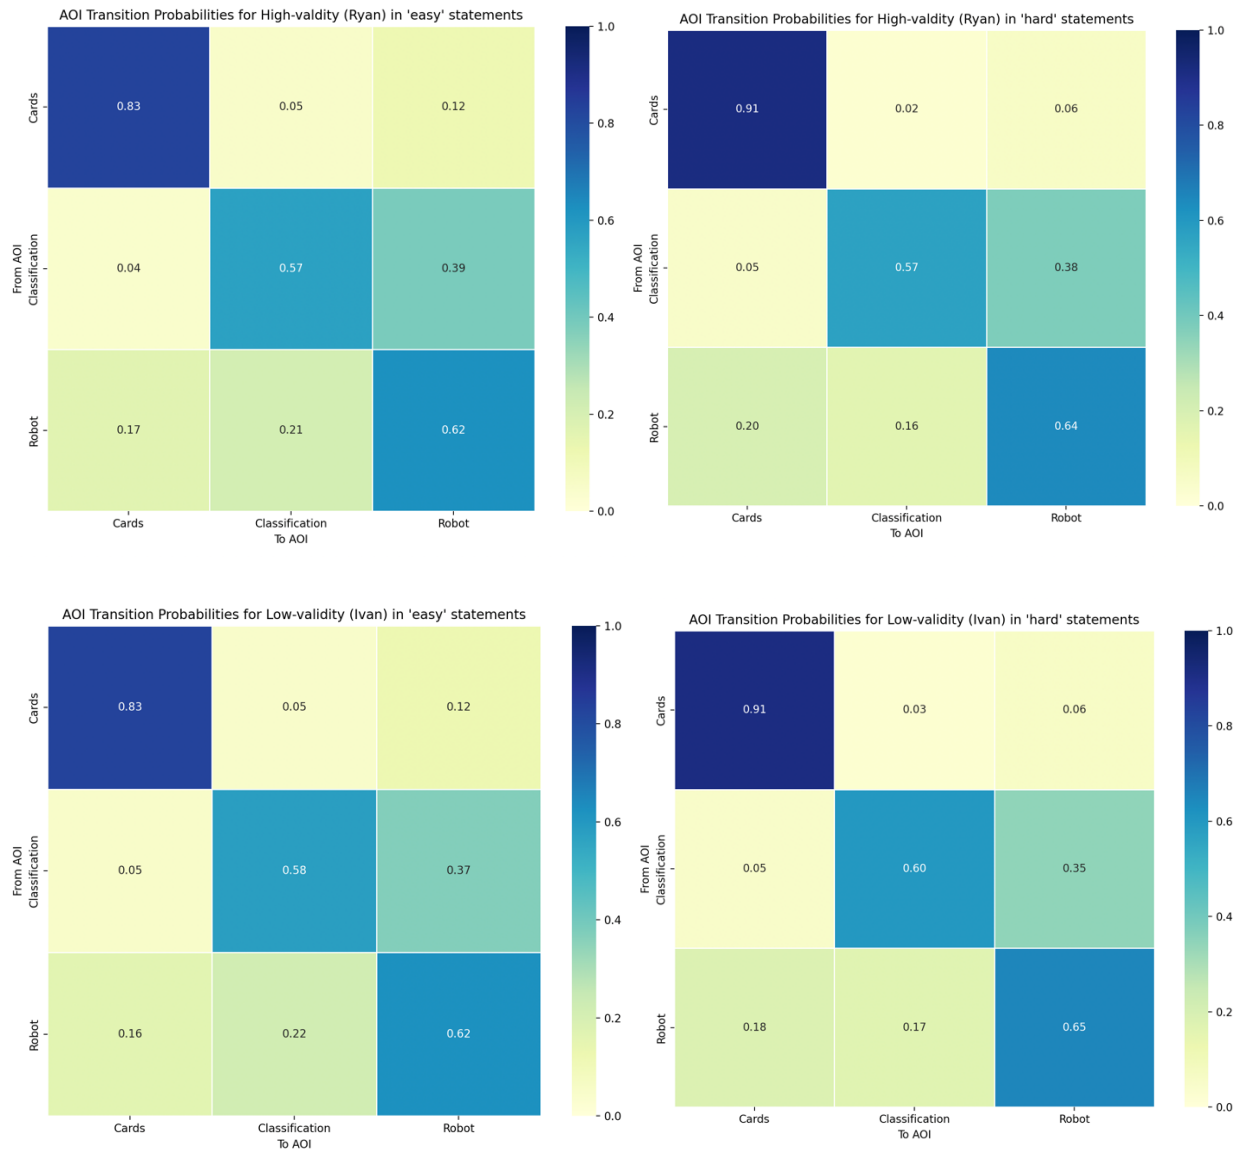 AOI Transition Probabilities for High-valdity (Ryan) in 'easy' statements
1.0
0.8
0.6
0.4
0.2
0.0
From AOI
Cards
Classification
Robot
0.83 0.05 0.12
0.04 0.57 0.39
0.17 0.21 0.62
Cards Classification Robot
To AOI
AOI Transition Probabilities for High-valdity (Ryan) in 'hard' statements
1.0
0.8
0.6
0.4
0.2
0.0
From AOI
Cards
Classification
Robot
0.91 0.02 0.06
0.05 0.57 0.38
0.20 0.16 0.64
Cards Classification Robot
To AOI
AOI Transition Probabilities for Low-validity (Ivan) in 'easy' statements
1.0
0.8
0.6
0.4
0.2
0.0
From AOI
Cards
Classification
Robot
0.83 0.05 0.12
0.05 0.58 0.37
0.16 0.22 0.62
Cards Classification Robot
To AOI
AOI Transition Probabilities for Low-validity (Ivan) in 'hard' statements
1.0
0.8
0.6
0.4
0.2
0.0
From AOI
Cards
Classification
Robot
0.91 0.03 0.06
0.05 0.60 0.35
0.18 0.17 0.65
Cards Classification Robot
To AOI